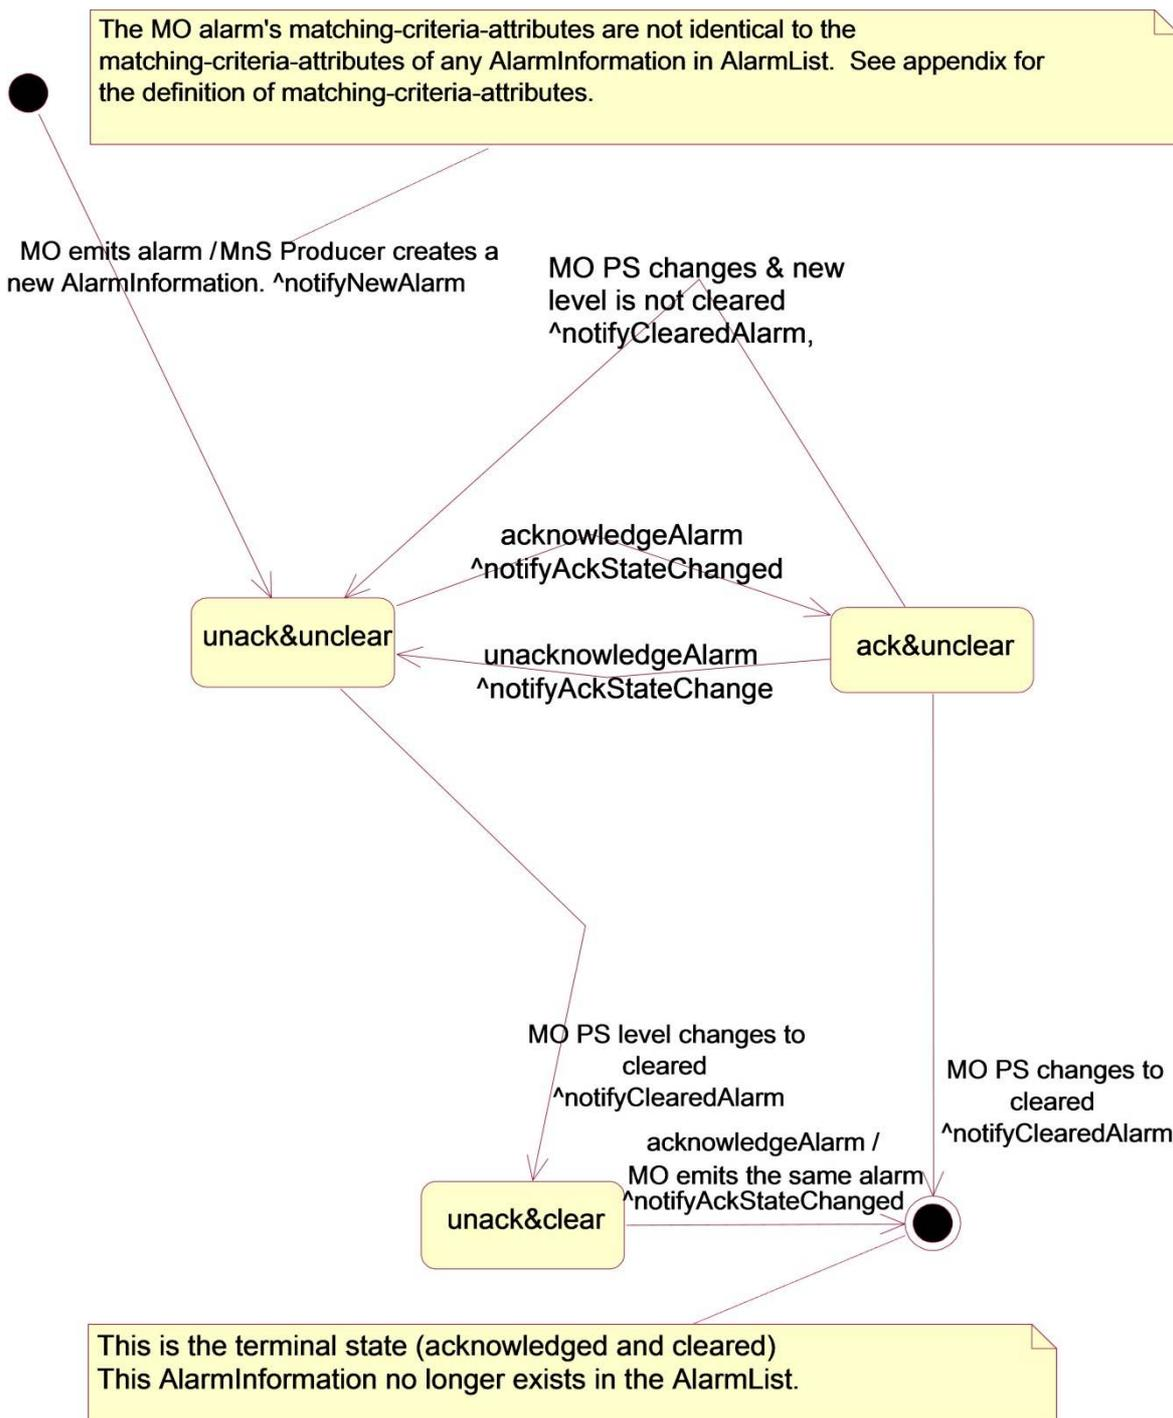 The MO alarm's matching-criteria-attributes are not identical to the
matching-criteria-attributes of any AlarmInformation in AlarmList.  See appendix for
the definition of matching-criteria-attributes.
MO emits alarm / MnS Producer creates a
new AlarmInformation. ^notifyNewAlarm
MO PS changes & new
level is not cleared
^notifyClearedAlarm,
acknowledgeAlarm
^notifyAckStateChanged
unack&unclear
ack&unclear
unacknowledgeAlarm
^notifyAckStateChange
MO PS level changes to
cleared
^notifyClearedAlarm
MO PS changes to
cleared
^notifyClearedAlarm
acknowledgeAlarm /
MO emits the same alarm
^notifyAckStateChanged
unack&clear
This is the terminal state (acknowledged and cleared)
This AlarmInformation no longer exists in the AlarmList.